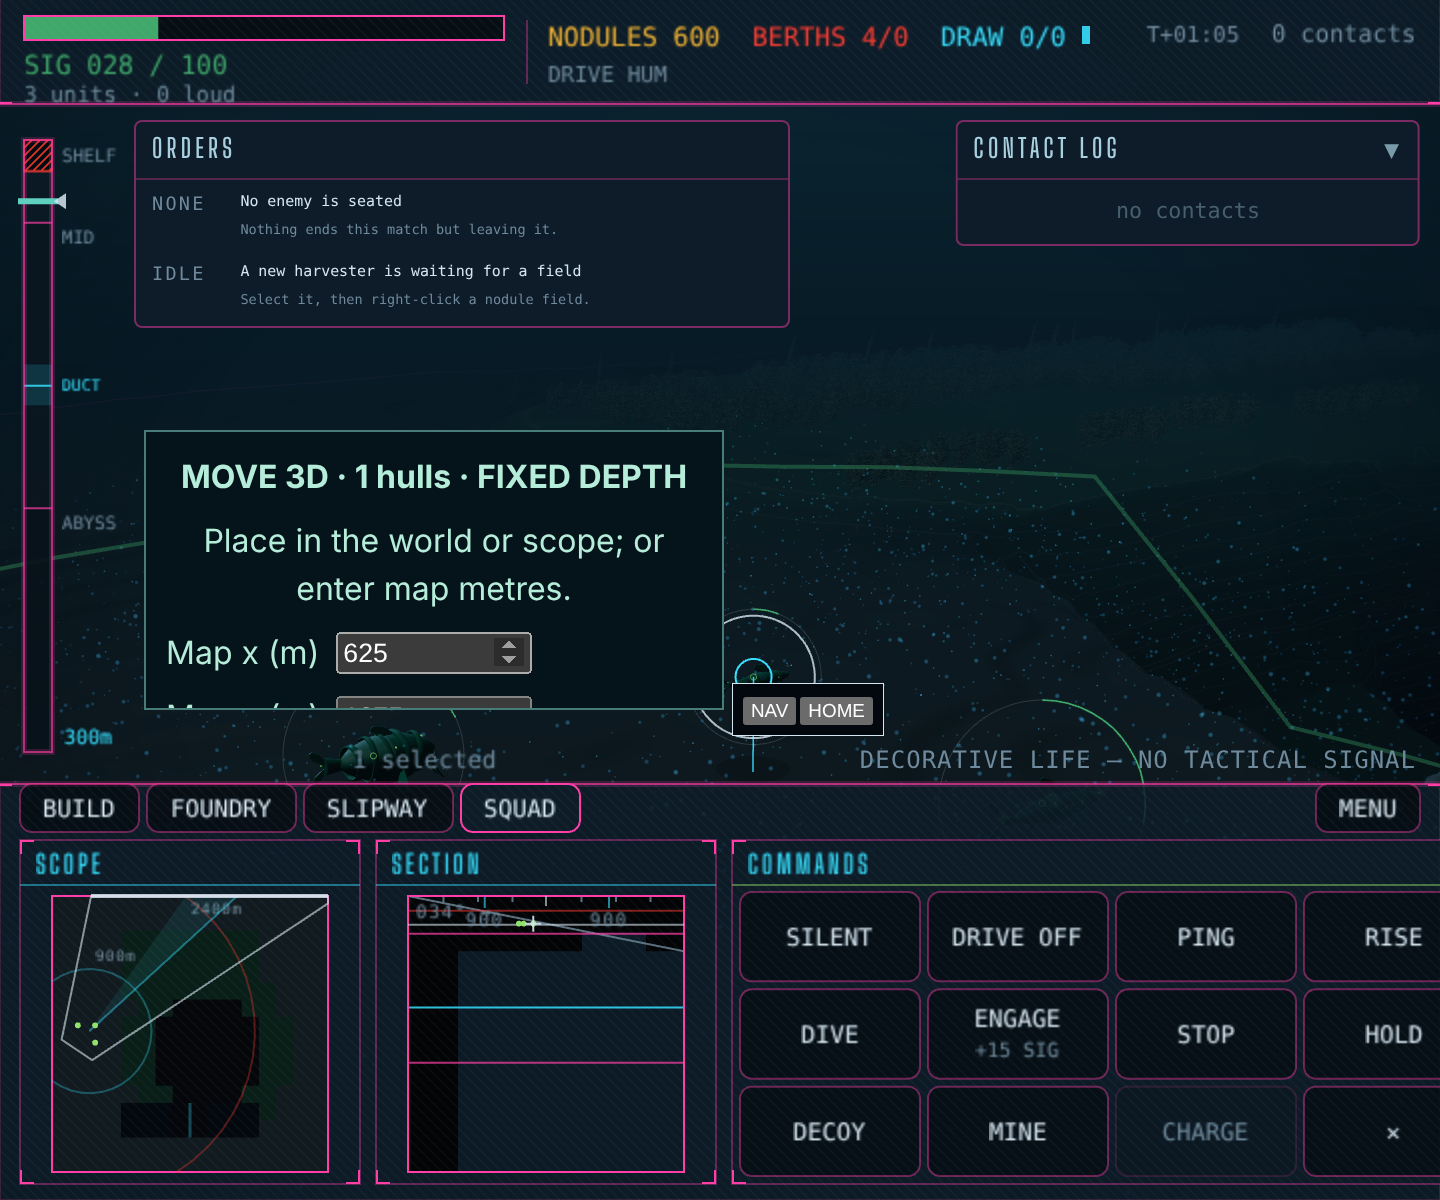 SIG 028 / 100
3 units · 0 loud
NODULES 600 BERTHS 4/0 DRAW 0/0
DRIVE HUM
T+01:05 0 contacts
SHELF
MID
DUCT
ABYSS
300m
ORDERS
NONE No enemy is seated
Nothing ends this match but leaving it.
IDLE A new harvester is waiting for a field
Select it, then right-click a nodule field.
CONTACT LOG ▼
no contacts
MOVE 3D · 1 hulls · FIXED DEPTH
Place in the world or scope; or
enter map metres.
Map x (m) 625
NAV HOME
1 selected
DECORATIVE LIFE — NO TACTICAL SIGNAL
BUILD FOUNDRY SLIPWAY SQUAD MENU
SCOPE
2400m
900m
SECTION
034°
900 900
COMMANDS
SILENT DRIVE OFF PING RISE
DIVE ENGAGE STOP HOLD
+15 SIG
DECOY MINE CHARGE ×